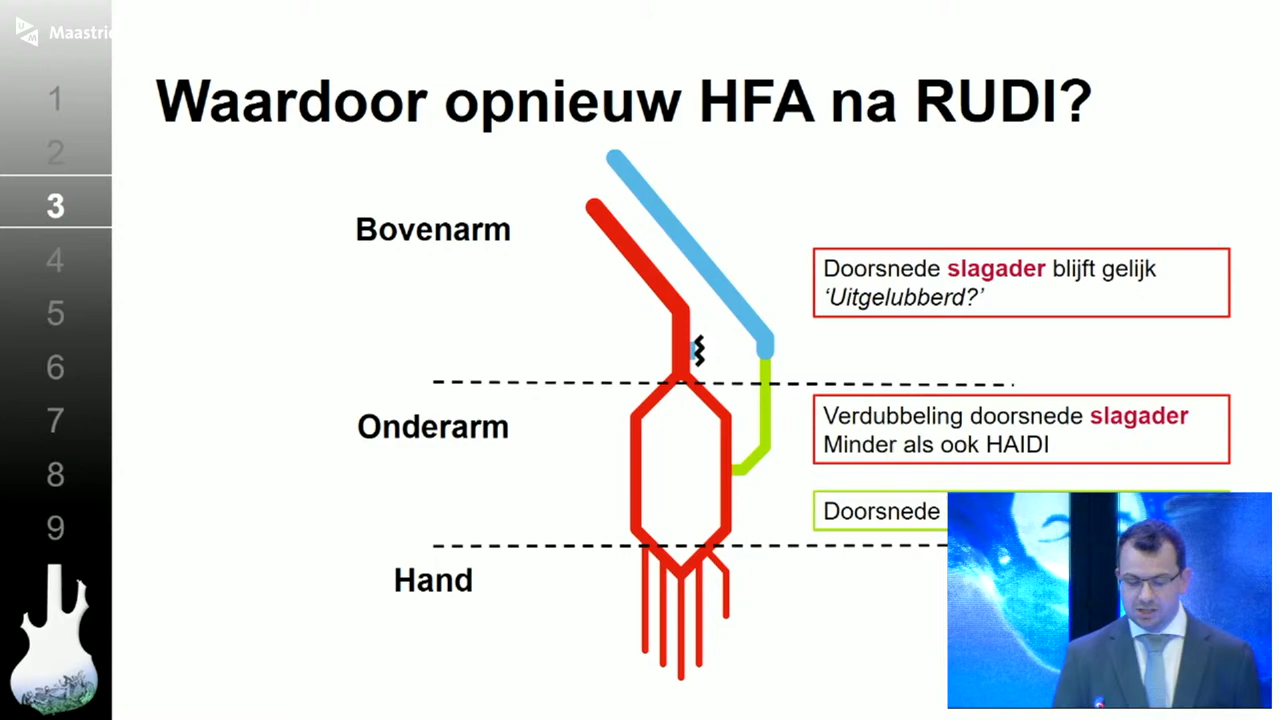 Waardoor opnieuw HFA na RUDI?
1
2
3
4
5
6
7
8
9
Bovenarm
Doorsnede slagader blijft gelijk
‘Uitgelubberd?’
Onderarm
Verdubbeling doorsnede slagader
Minder als ook HAIDI
Doorsnede
Hand